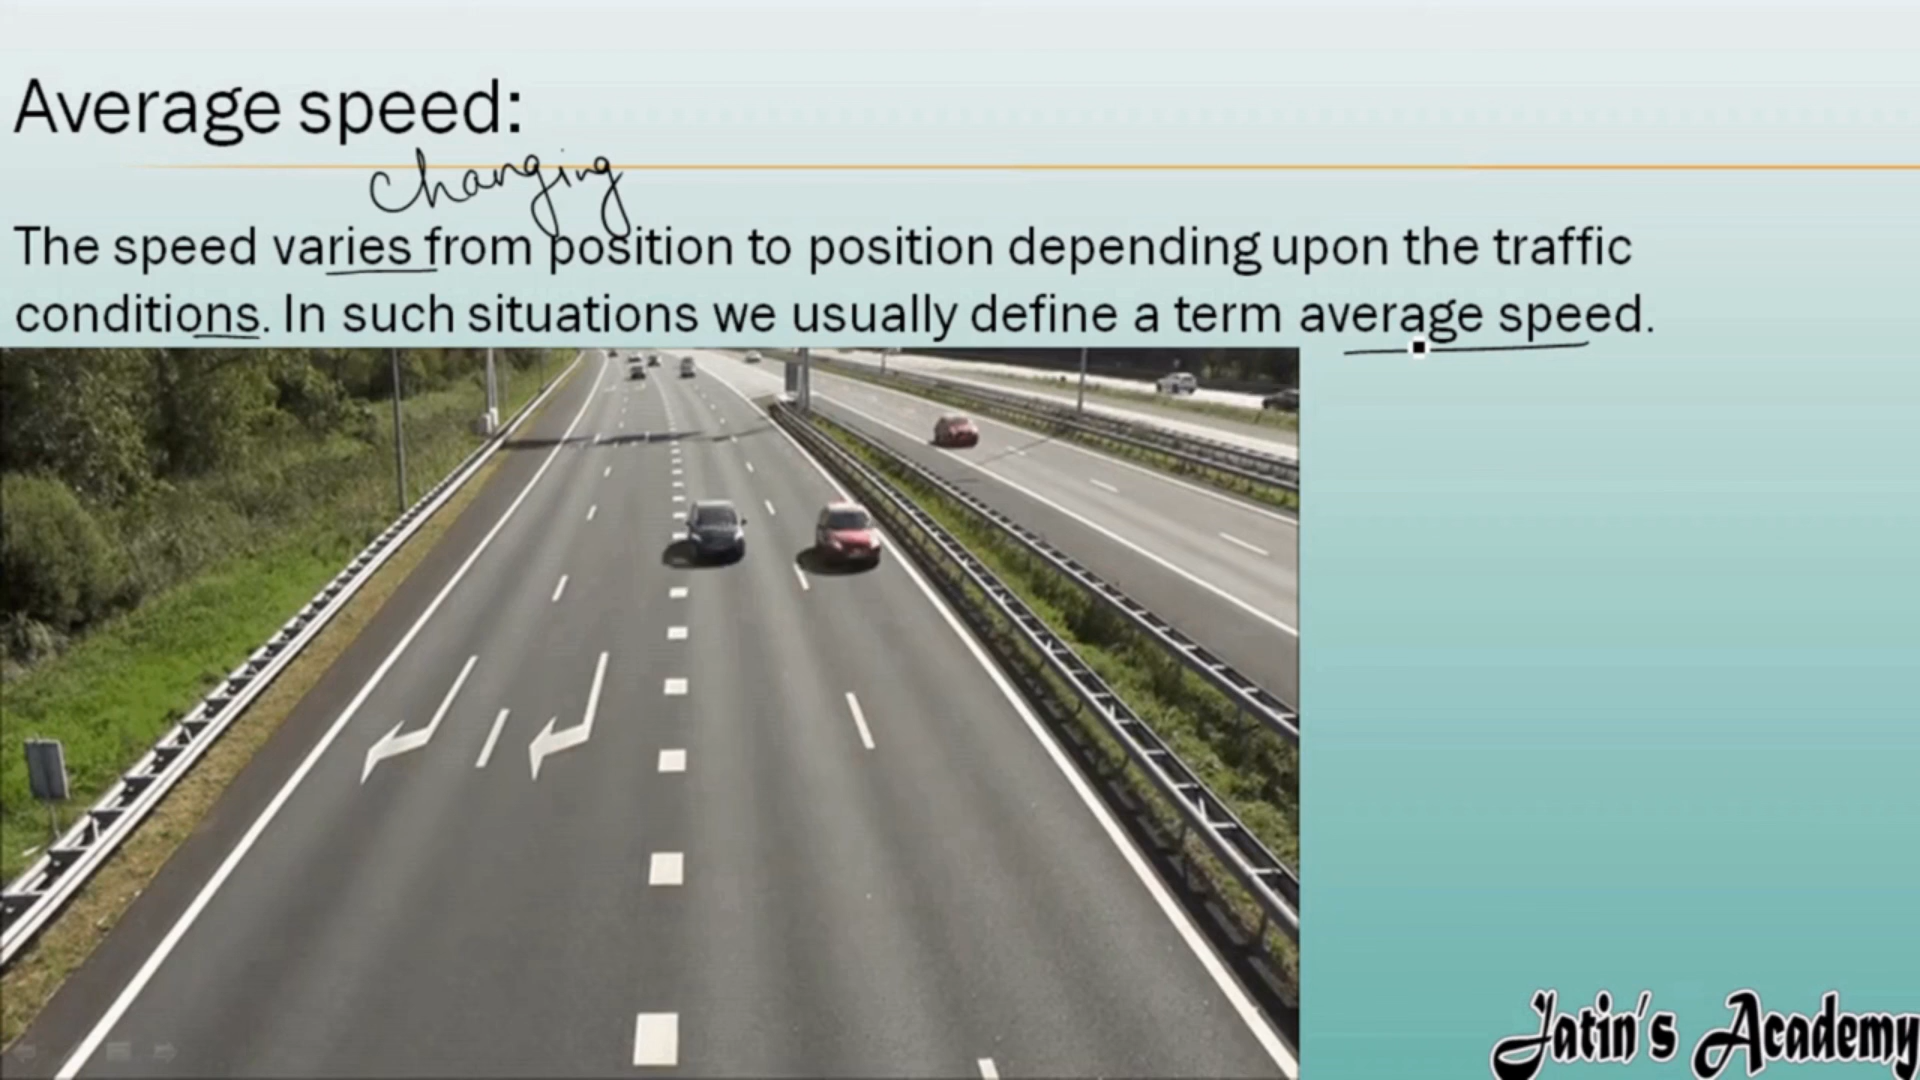 Average speed:
changing
The speed varies from position to position depending upon the traffic
conditions. In such situations we usually define a term average speed.
Jatin's Academy